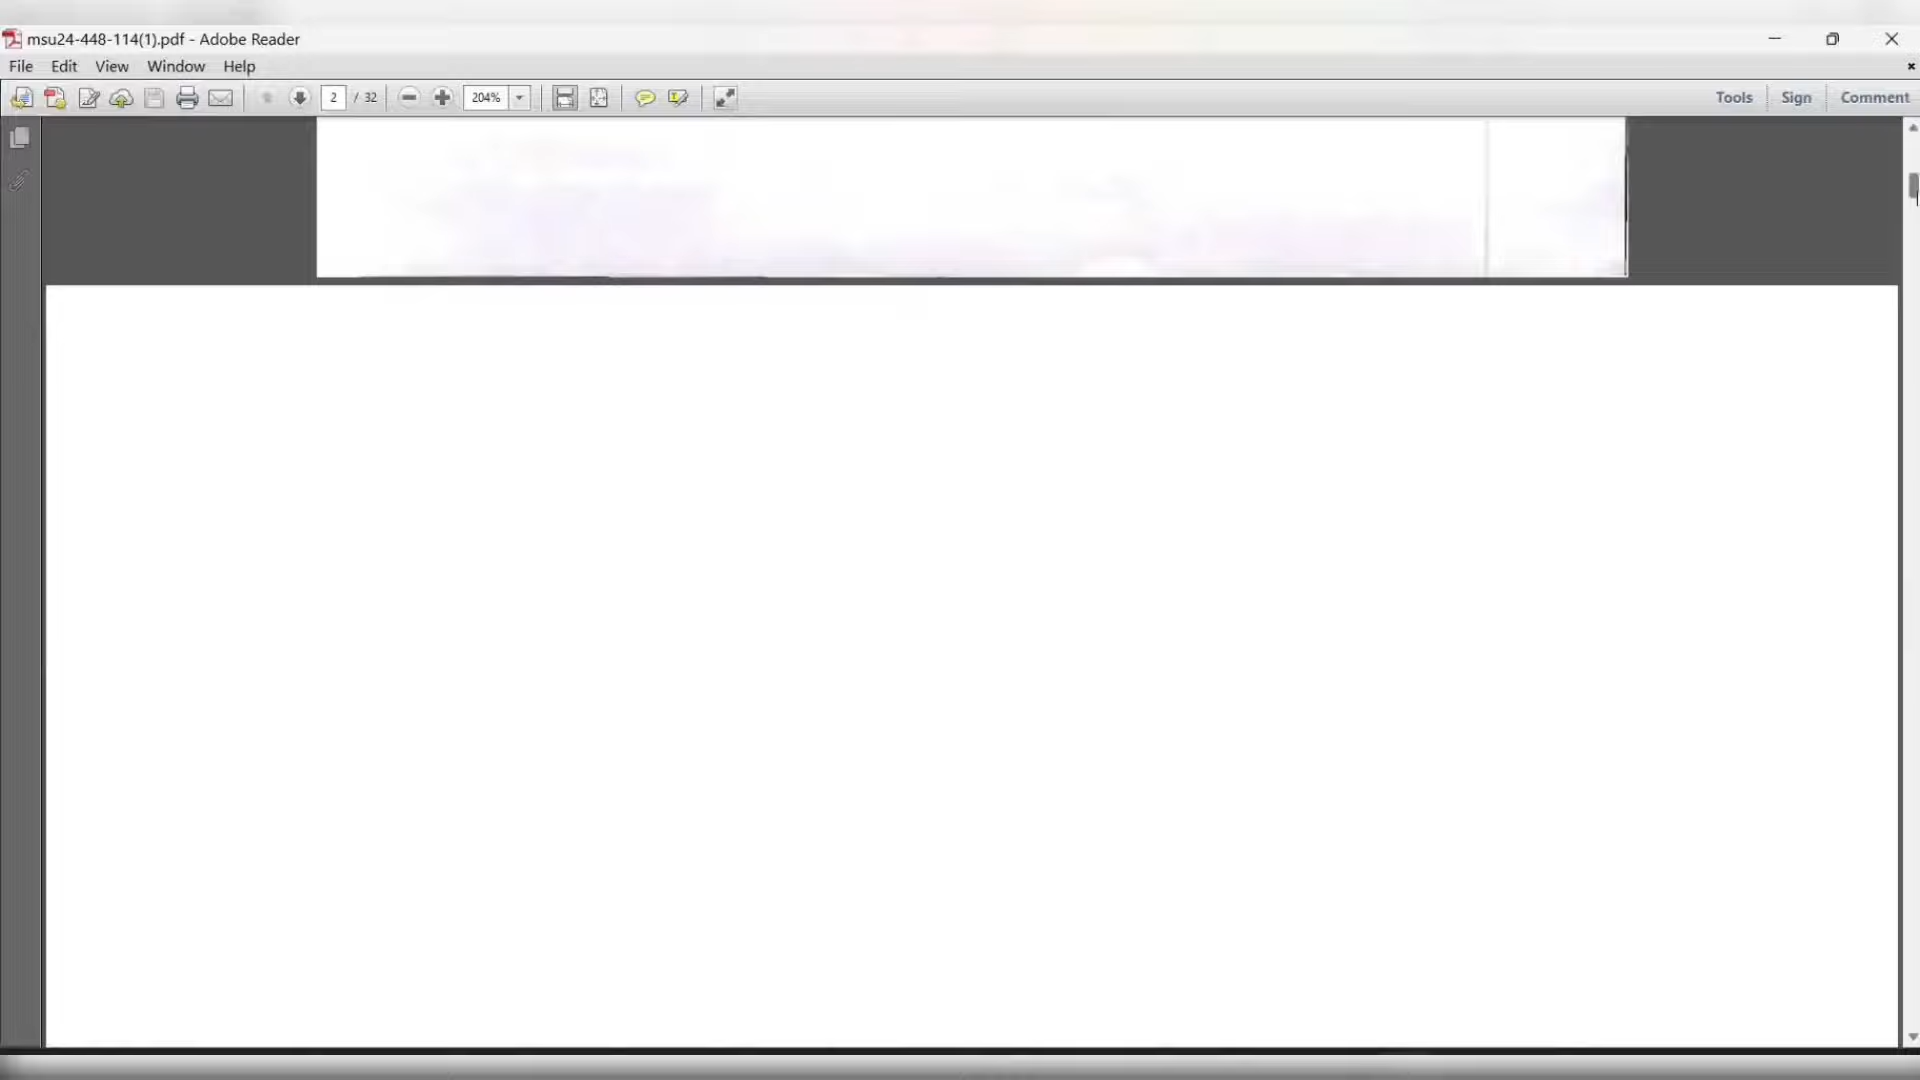 msu24-448-114(1).pdf - Adobe Reader
File Edit View Window Help
2 / 32 204% Tools Sign Comment